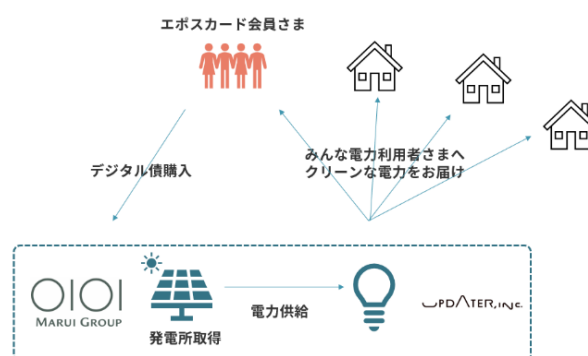 エポスカード会員さま
デジタル債購入
みんな電力利用者さまへ
クリーンな電力をお届け
OIOI
MARUI GROUP
発電所取得
電力供給
UPDATER, INC.